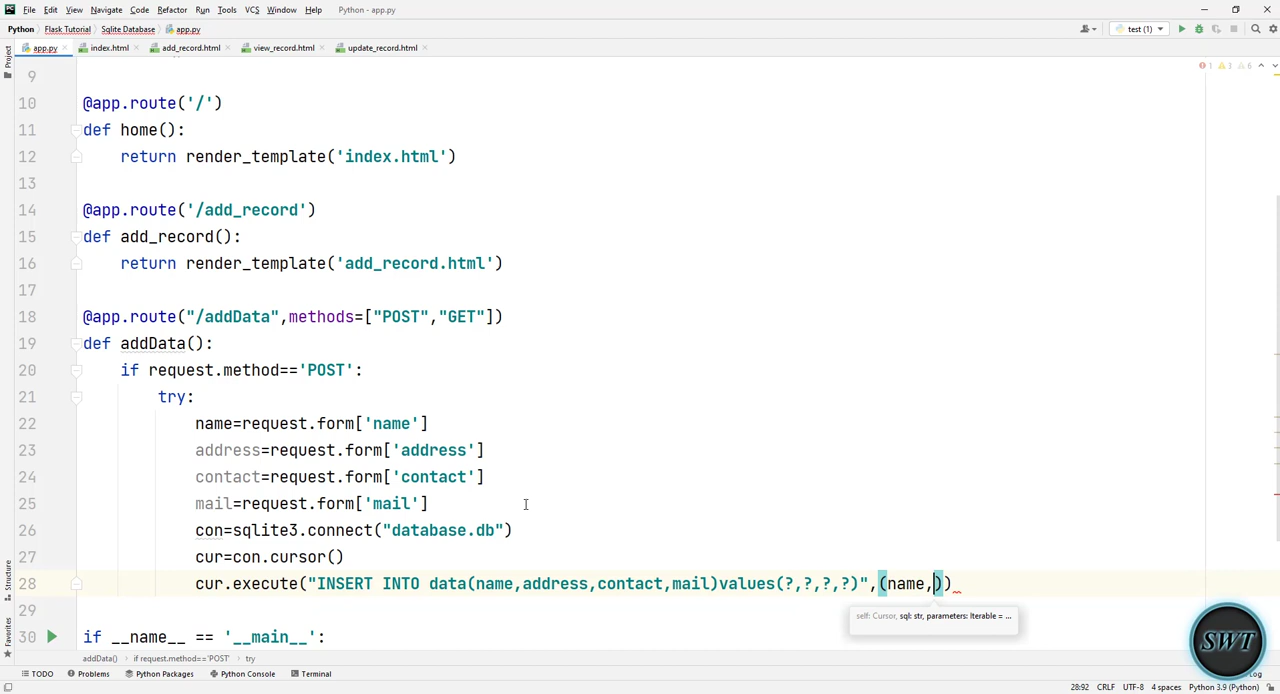 File Edit View Navigate Code Refactor Run Tools VCS Window Help Python - app.py
Python Flask Tutorial Sqlite Database app.py test (1)
app.py index.html add_record.html view_record.html update_record.html
Project
1 3 6
9
10 @app.route('/')
11 def home():
12 return render_template('index.html')
13
14 @app.route('/add_record')
15 def add_record():
16 return render_template('add_record.html')
17
18 @app.route("/addData",methods=["POST","GET"])
19 def addData():
20 if request.method=='POST':
21 try:
22 name=request.form['name']
23 address=request.form['address']
24 contact=request.form['contact']
25 mail=request.form['mail']
26 con=sqlite3.connect("database.db")
27 cur=con.cursor()
28 cur.execute("INSERT INTO data(name,address,contact,mail)values(?,?,?,?)",(name,))
29
self: Cursor, sql: str, parameters: Iterable = ...
30 if __name__ == '__main__':
Structure
Favorites
addData() if request.method=='POST' try
TODO Problems Python Packages Python Console Terminal Log
28:92 CRLF UTF-8 4 spaces Python 3.9 (Python)
SWT